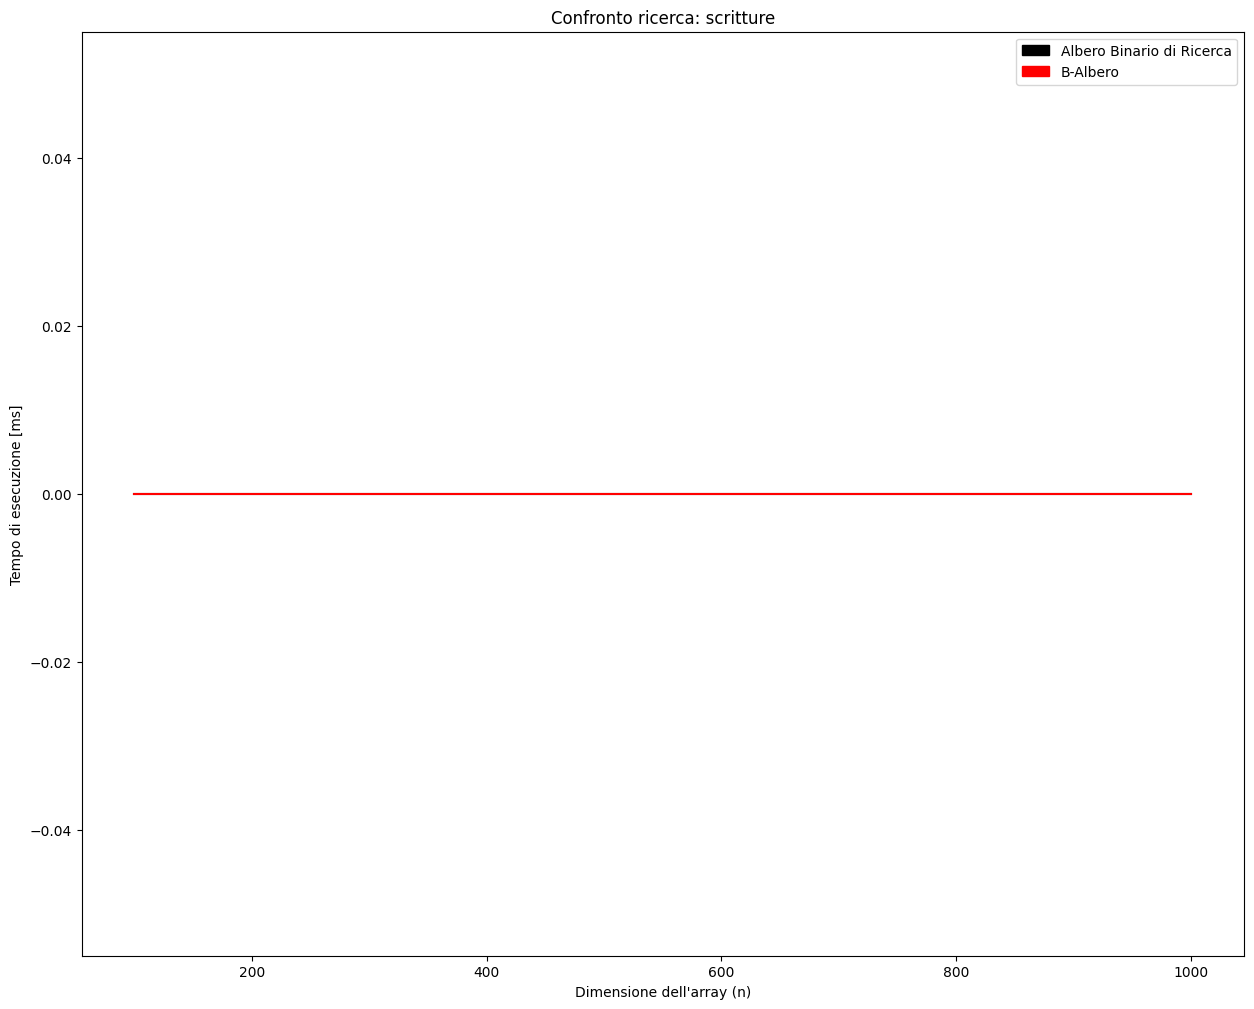 Confronto ricerca: scritture
Albero Binario di Ricerca
B-Albero
Tempo di esecuzione [ms]
0.04
0.02
0.00
−0.02
−0.04
200 400 600 800 1000
Dimensione dell'array (n)